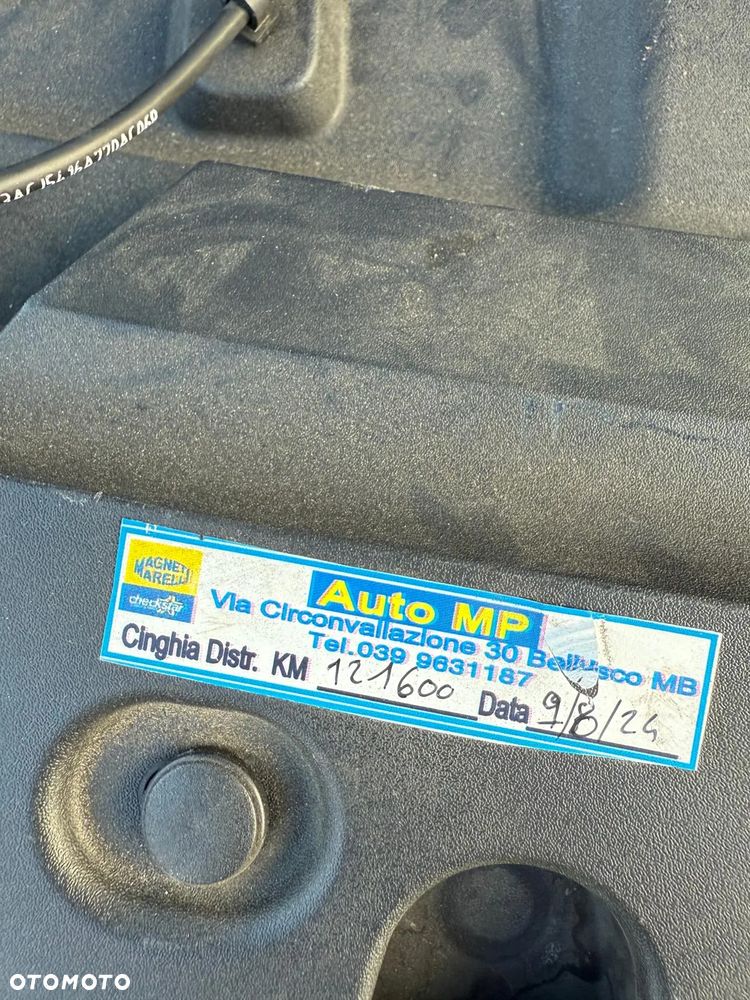 MAGNETI
MARELLI
checkstar
Auto MP
Via Circonvallazione 30 Bellusco MB
Tel.039 9631187
Cinghia Distr. KM 121600 Data 9/8/24
OTOMOTO